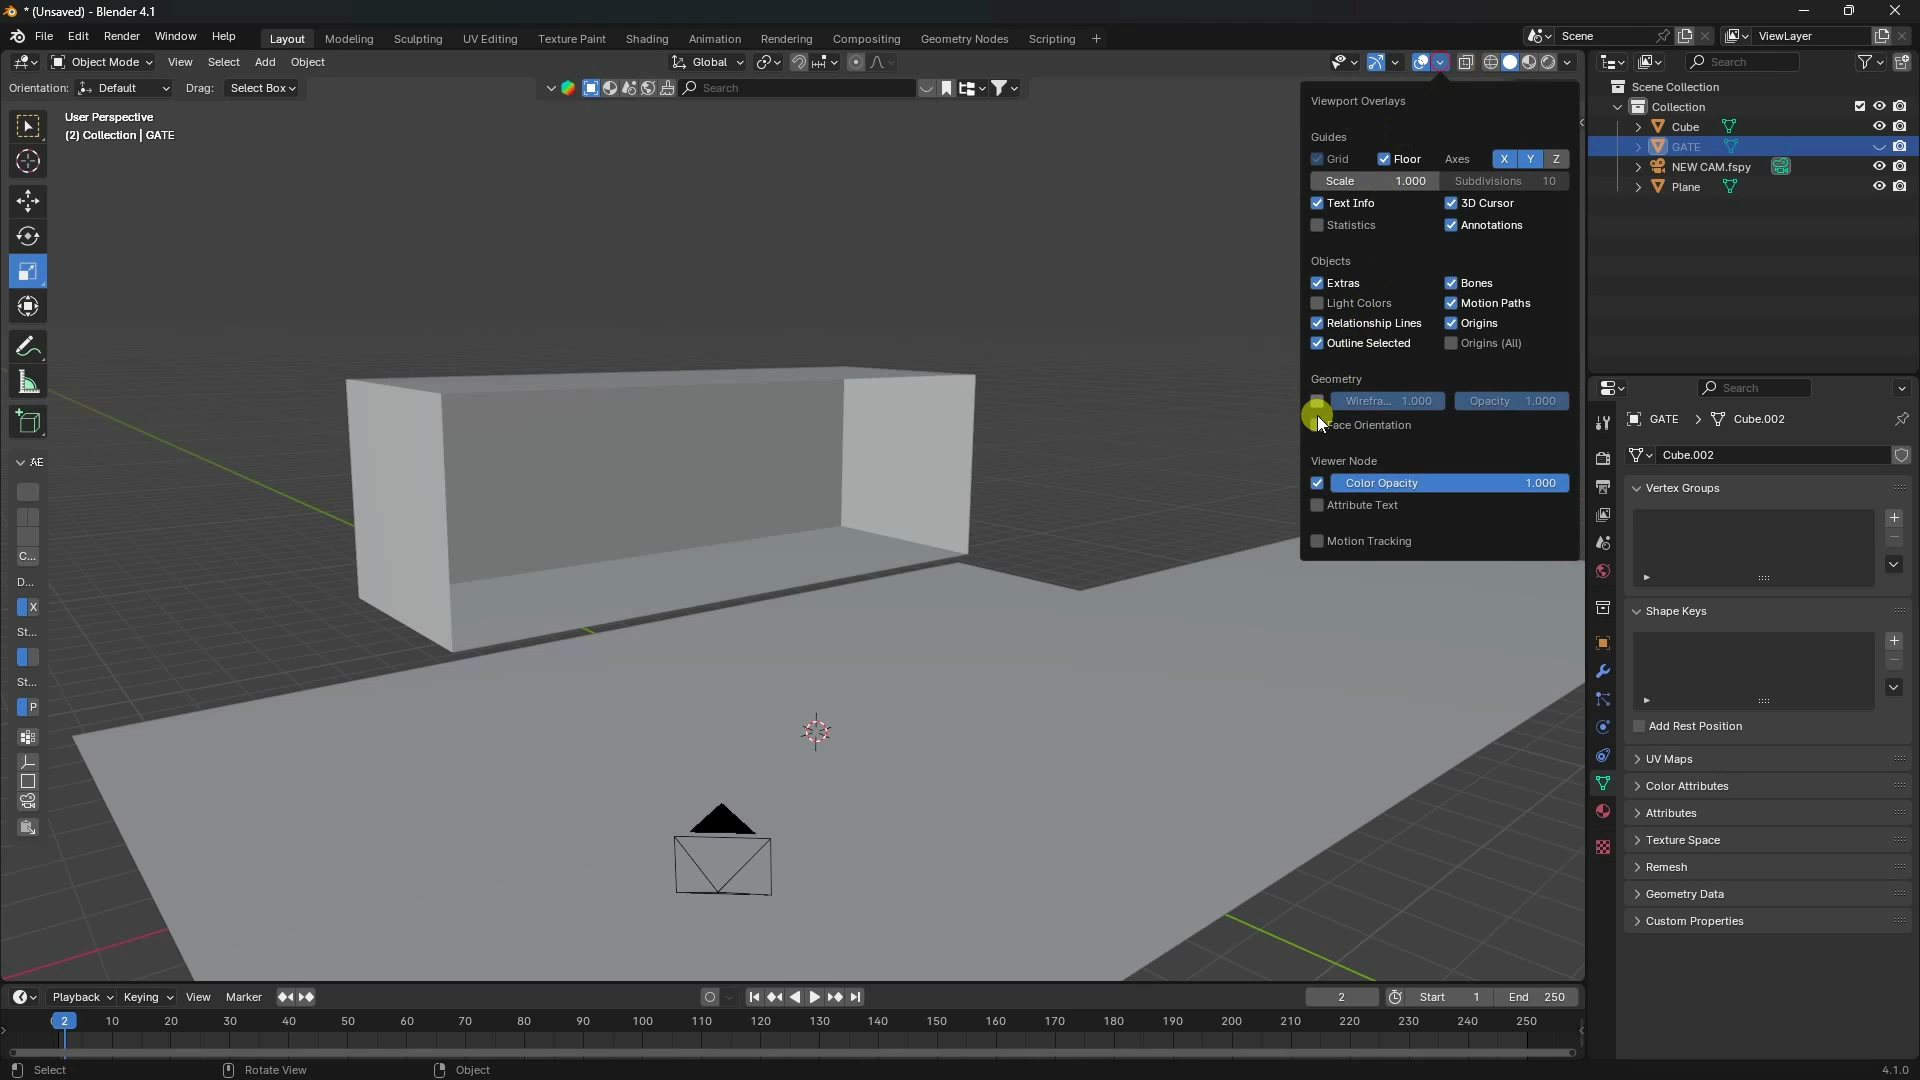 * (Unsaved) - Blender 4.1
File Edit Render Window Help Layout Modeling Sculpting UV Editing Texture Paint Shading Animation Rendering Compositing Geometry Nodes Scripting + Scene ViewLayer
Object Mode View Select Add Object Global Search
Orientation: Default Drag: Select Box Search
User Perspective
(2) Collection | GATE
Viewport Overlays
Guides
Grid Floor Axes X Y Z
Scale 1.000 Subdivisions 10
Text Info 3D Cursor
Statistics Annotations
Objects
Extras Bones
Light Colors Motion Paths
Relationship Lines Origins
Outline Selected Origins (All)
Geometry
Wirefra... 1.000 Opacity 1.000
ace Orientation
Viewer Node
Color Opacity 1.000
Attribute Text
Motion Tracking
Scene Collection
Collection
Cube
GATE
NEW CAM.fspy
Plane
Search
GATE > Cube.002
Cube.002
Vertex Groups
Shape Keys
Add Rest Position
UV Maps
Color Attributes
Attributes
Texture Space
Remesh
Geometry Data
Custom Properties
AE
C...
D...
X
St...
St...
P
Playback Keying View Marker 2 Start 1 End 250
2 10 20 30 40 50 60 70 80 90 100 110 120 130 140 150 160 170 180 190 200 210 220 230 240 250
Select Rotate View Object 4.1.0